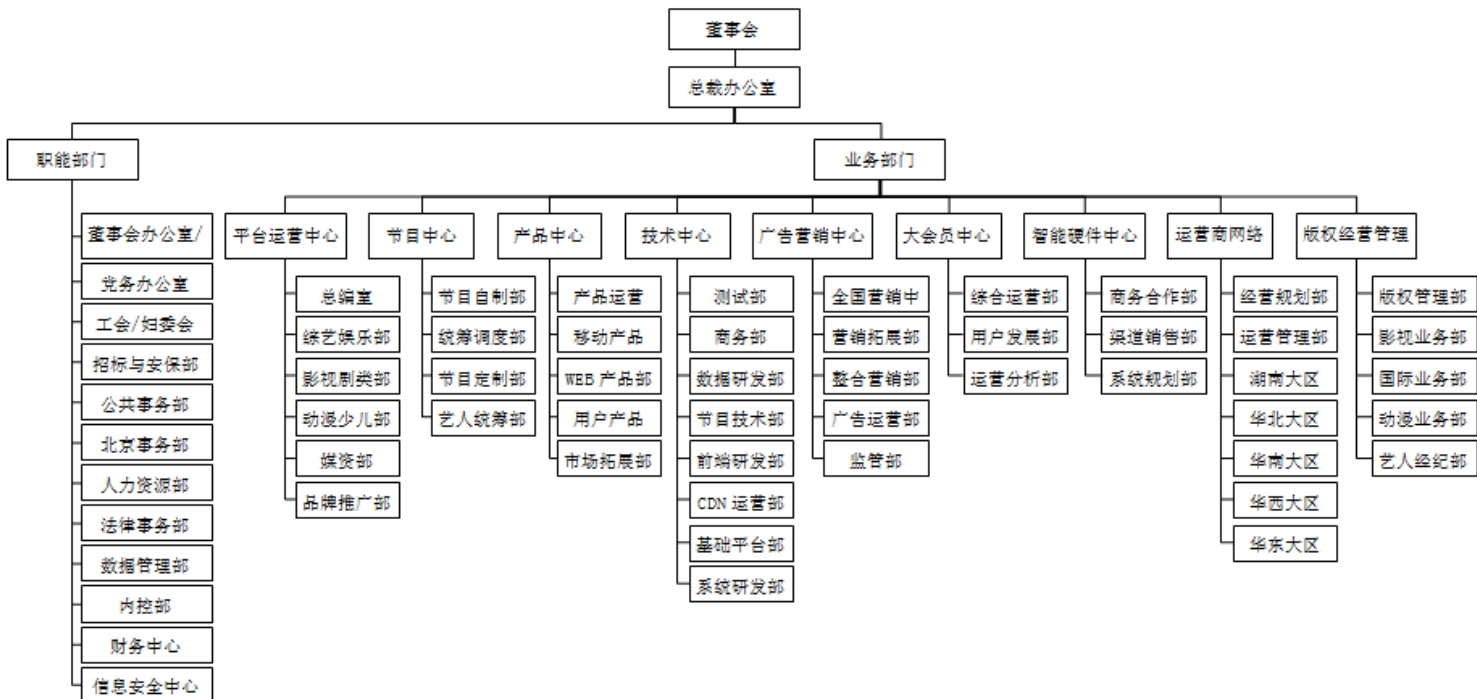 董事会
总裁办公室
职能部门
业务部门
董事会办公室/
党务办公室
工会/妇委会
招标与安保部
公共事务部
北京事务部
人力资源部
法律事务部
数据管理部
内控部
财务中心
信息安全中心
平台运营中心
总编室
综艺娱乐部
影视剧类部
动漫少儿部
媒资部
品牌推广部
节目中心
节目自制部
统筹调度部
节目定制部
艺人统筹部
产品中心
产品运营
移动产品
WEB 产品部
用户产品
市场拓展部
技术中心
测试部
商务部
数据研发部
节目技术部
前端研发部
CDN 运营部
基础平台部
系统研发部
广告营销中心
全国营销中
营销拓展部
整合营销部
广告运营部
监管部
大会员中心
综合运营部
用户发展部
运营分析部
智能硬件中心
商务合作部
渠道销售部
系统规划部
运营商网络
经营规划部
运营管理部
湖南大区
华北大区
华南大区
华西大区
华东大区
版权经营管理
版权管理部
影视业务部
国际业务部
动漫业务部
艺人经纪部